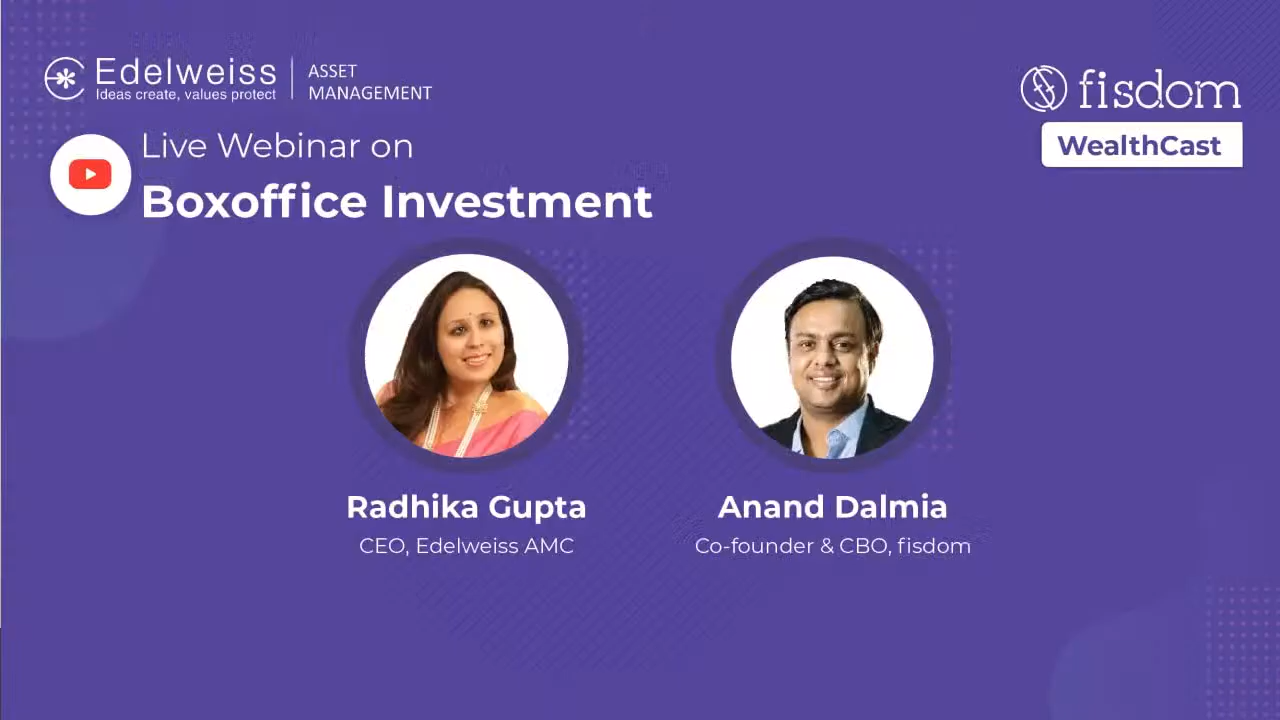 Edelweiss
Ideas create, values protect
ASSET
MANAGEMENT
fisdom
WealthCast
Live Webinar on
Boxoffice Investment
Radhika Gupta
CEO, Edelweiss AMC
Anand Dalmia
Co-founder & CBO, fisdom